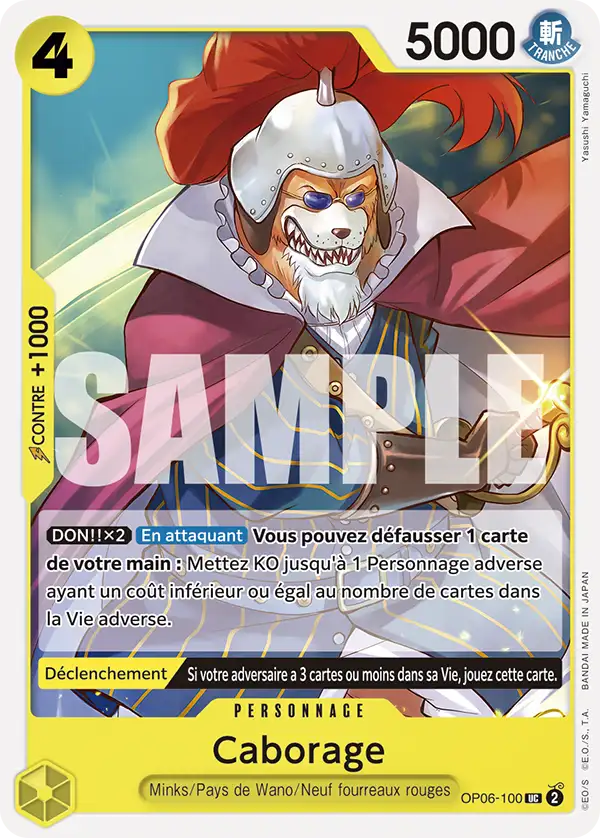 4
5000
斬
TRANCHE
Yasushi Yamaguchi
CONTRE +1000
SAMPLE
DON!!×2 En attaquant Vous pouvez défausser 1 carte
de votre main : Mettez KO jusqu'à 1 Personnage adverse
ayant un coût inférieur ou égal au nombre de cartes dans
la Vie adverse.
Déclenchement Si votre adversaire a 3 cartes ou moins dans sa Vie, jouez cette carte.
PERSONNAGE
Caborage
Minks/Pays de Wano/Neuf fourreaux rouges
OP06-100 UC 2
©E.O./S., T.A. BANDAI MADE IN JAPAN
©EO/S